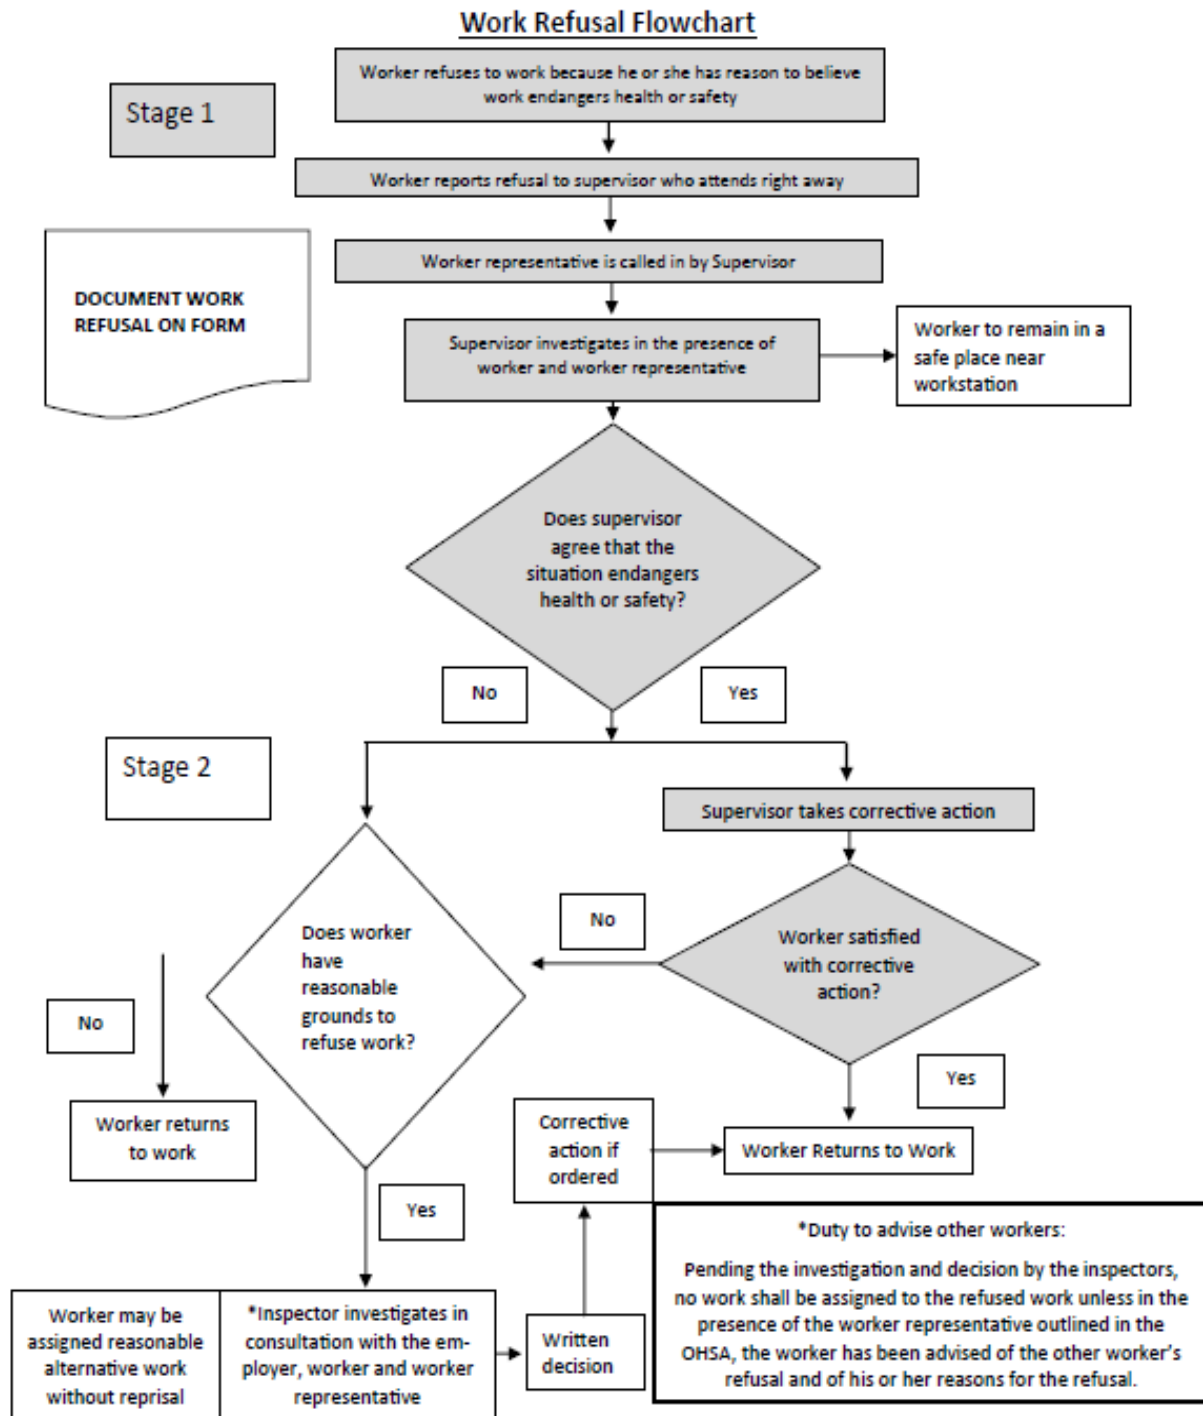 Work Refusal Flowchart
Worker refuses to work because he or she has reason to believe
work endangers health or safety
Stage 1
Worker reports refusal to supervisor who attends right away
Worker representative is called in by Supervisor
DOCUMENT WORK
REFUSAL ON FORM
Supervisor investigates in the presence of
worker and worker representative
Worker to remain in a
safe place near
workstation
Does supervisor
agree that the
situation endangers
health or safety?
No
Yes
Stage 2
Supervisor takes corrective action
Does worker
have
reasonable
grounds to
refuse work?
No
Worker satisfied
with corrective
action?
No
Yes
Worker returns
to work
Yes
Corrective
action if
ordered
Worker Returns to Work
Worker may be
assigned reasonable
alternative work
without reprisal
*Inspector investigates in
consultation with the em-
ployer, worker and worker
representative
Written
decision
*Duty to advise other workers:
Pending the investigation and decision by the inspectors,
no work shall be assigned to the refused work unless in the
presence of the worker representative outlined in the
OHSA, the worker has been advised of the other worker's
refusal and of his or her reasons for the refusal.